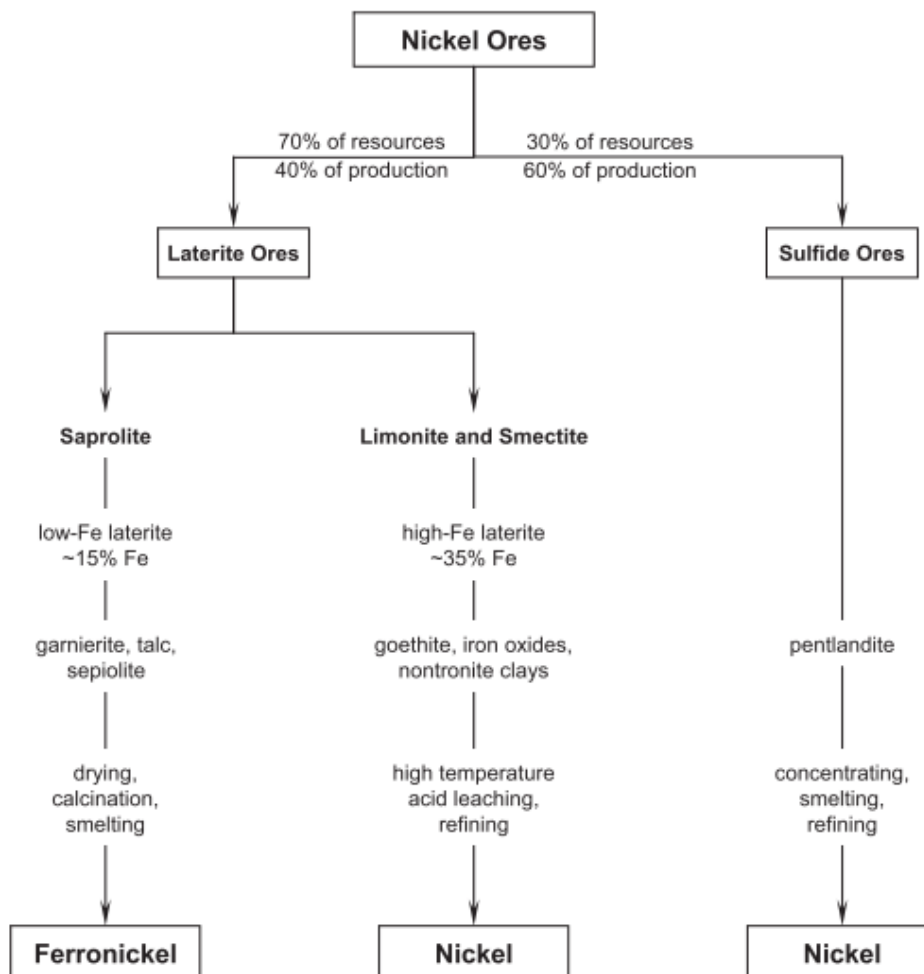 Nickel Ores
70% of resources
40% of production
30% of resources
60% of production
Laterite Ores
Sulfide Ores
Saprolite
low-Fe laterite
~15% Fe
garnierite, talc,
sepiolite
drying,
calcination,
smelting
Ferronickel
Limonite and Smectite
high-Fe laterite
~35% Fe
goethite, iron oxides,
nontronite clays
high temperature
acid leaching,
refining
Nickel
pentlandite
concentrating,
smelting,
refining
Nickel